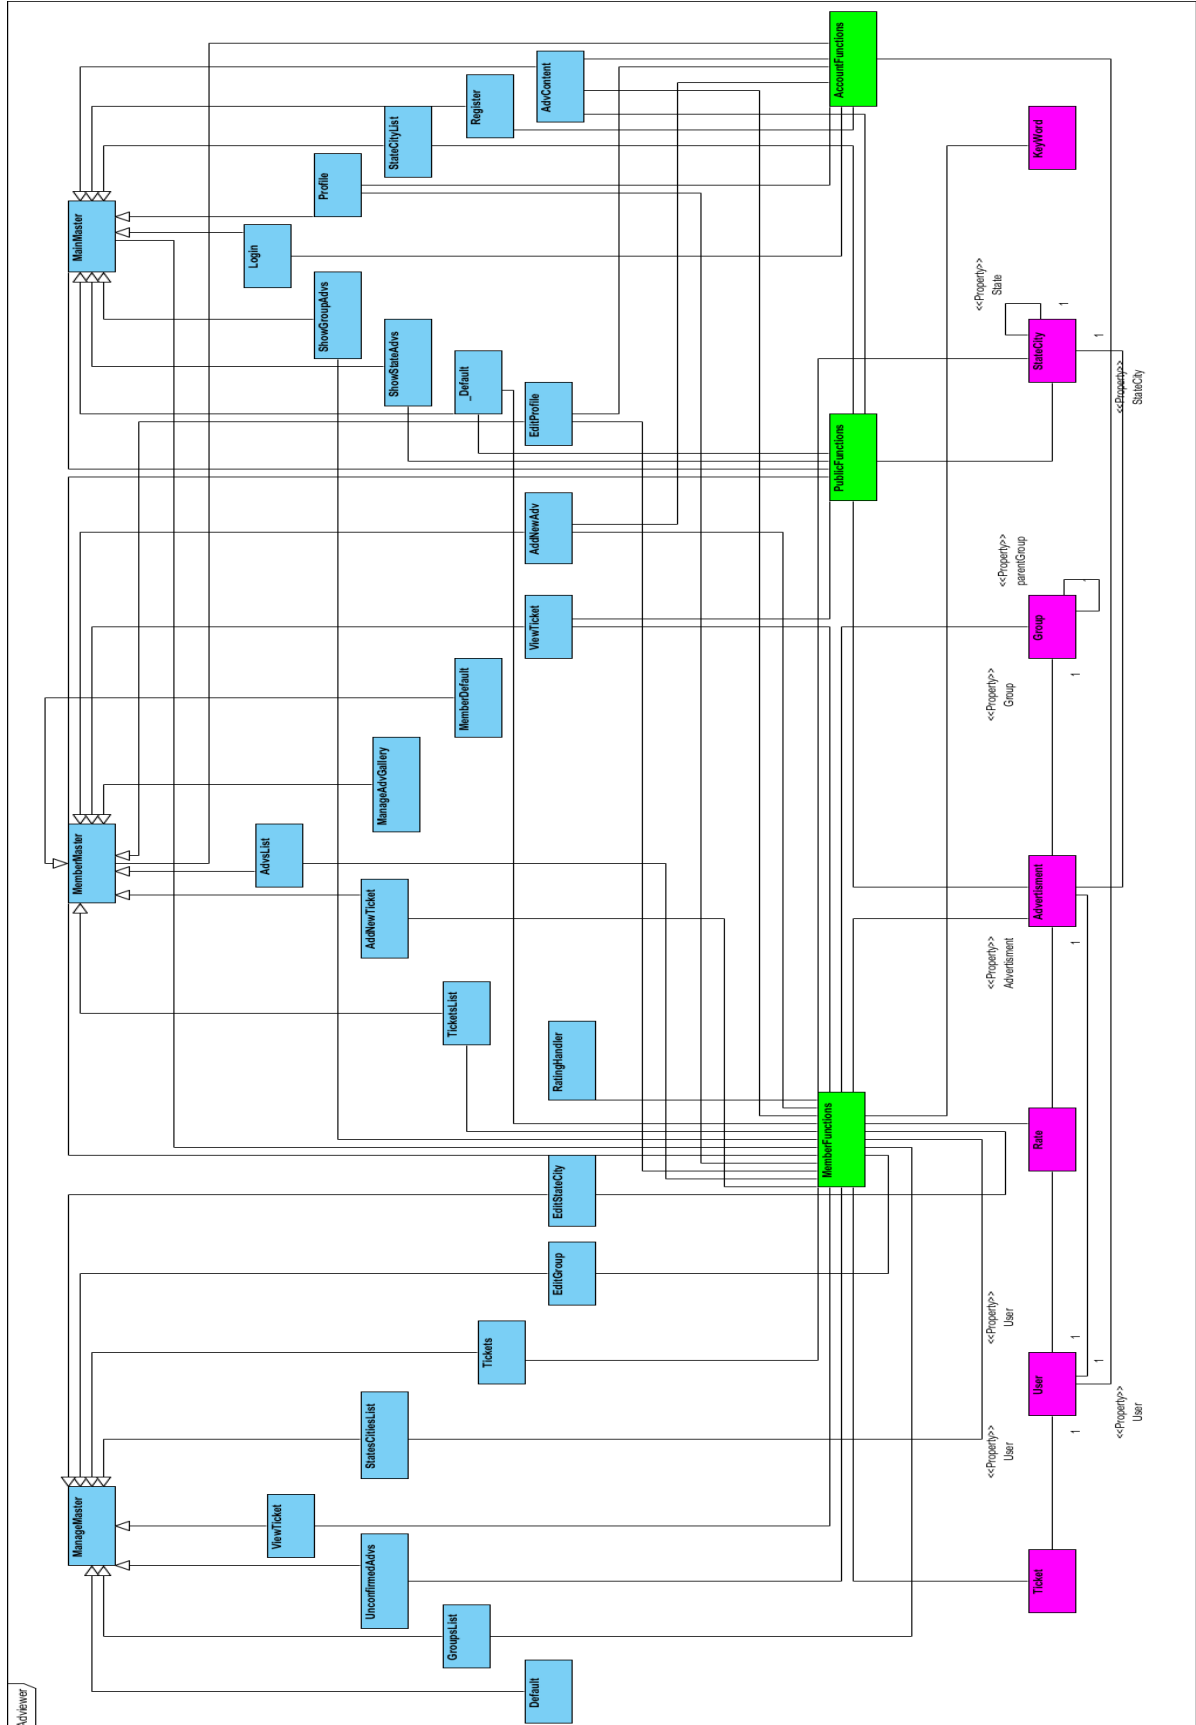 Adviewer
ManageMaster
MemberMaster
MainMaster
ViewTicket
AdvsList
Login
UnconfirmedAdvs
StatesCitiesList
AddNewTicket
ManageAdvGallery
ShowGroupAdvs
Profile
ShowStateAdvs
StateCityList
GroupsList
Tickets
TicketsList
MemberDefault
_Default
Register
Default
EditGroup
EditStateCity
RatingHandler
ViewTicket
AddNewAdv
EditProfile
AdvContent
MemberFunctions
PublicFunctions
AccountFunctions
<<Property>>
User
<<Property>>
User
<<Property>>
Advertisment
<<Property>>
Group
<<Property>>
parentGroup
<<Property>>
State
Ticket
User
Rate
Advertisment
Group
StateCity
KeyWord
1
1
1
1
1
1
1
1
<<Property>>
User
<<Property>>
StateCity